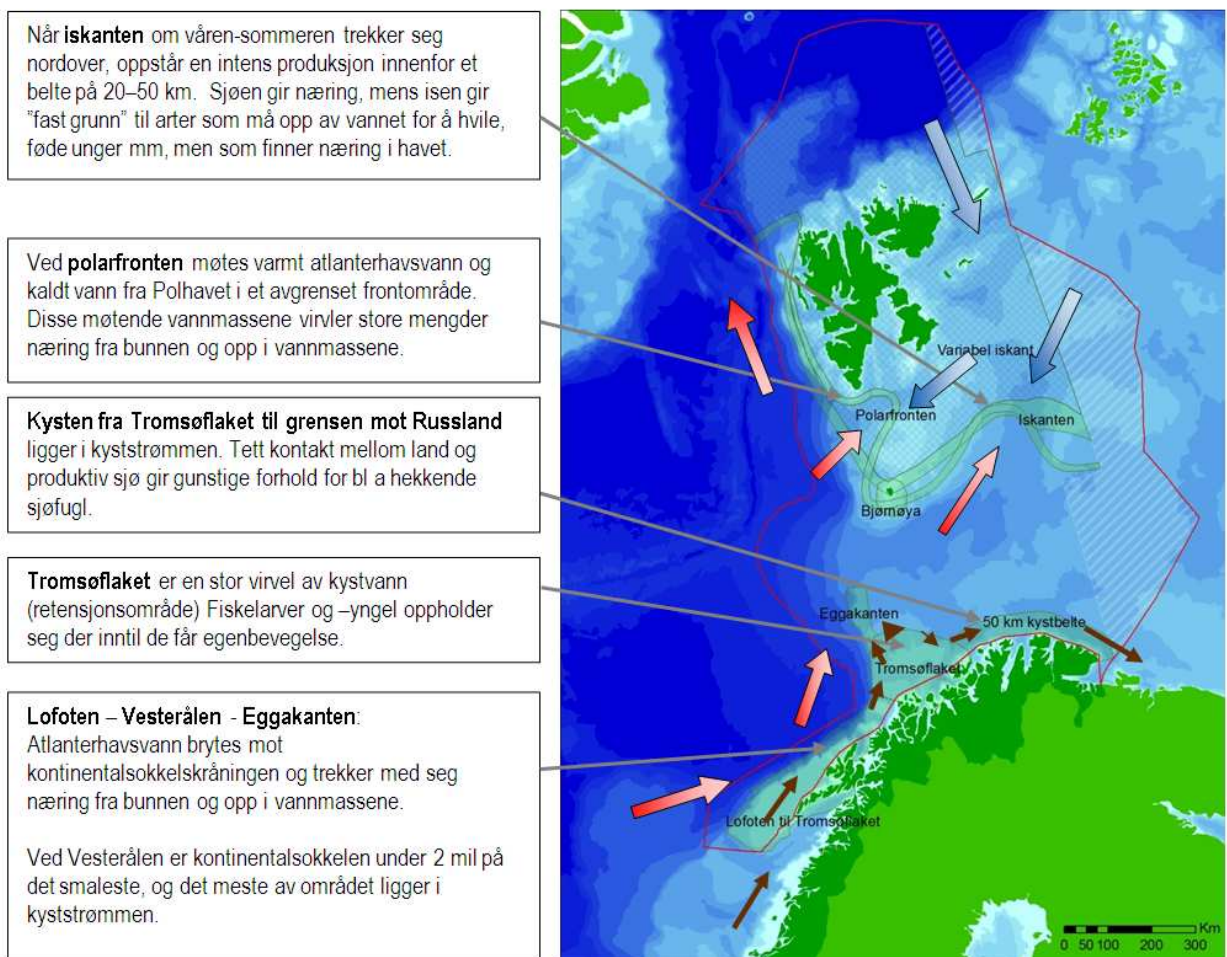 Når iskanten om våren-sommeren trekker seg
nordover, oppstår en intens produksjon innenfor et
belte på 20–50 km. Sjøen gir næring, mens isen gir
”fast grunn” til arter som må opp av vannet for å hvile,
føde unger mm, men som finner næring i havet.
Ved polarfronten møtes varmt atlanterhavsvann og
kaldt vann fra Polhavet i et avgrenset frontområde.
Disse møtende vannmassene virvler store mengder
næring fra bunnen og opp i vannmassene.
Kysten fra Tromsøflaket til grensen mot Russland
ligger i kyststrømmen. Tett kontakt mellom land og
produktiv sjø gir gunstige forhold for bl a hekkende
sjøfugl.
Tromsøflaket er en stor virvel av kystvann
(retensjonsområde) Fiskelarver og –yngel oppholder
seg der inntil de får egenbevegelse.
Lofoten – Vesterålen - Eggakanten:
Atlanterhavsvann brytes mot
kontinentalsokkelskråningen og trekker med seg
næring fra bunnen og opp i vannmassene.
Ved Vesterålen er kontinentalsokkelen under 2 mil på
det smaleste, og det meste av området ligger i
kyststrømmen.
Variabel iskant
Polarfronten
Iskanten
Bjørnøya
Eggakanten
50 km kystbelte
Tromsøflaket
Lofoten til Tromsøflaket
Km
0 50 100 200 300